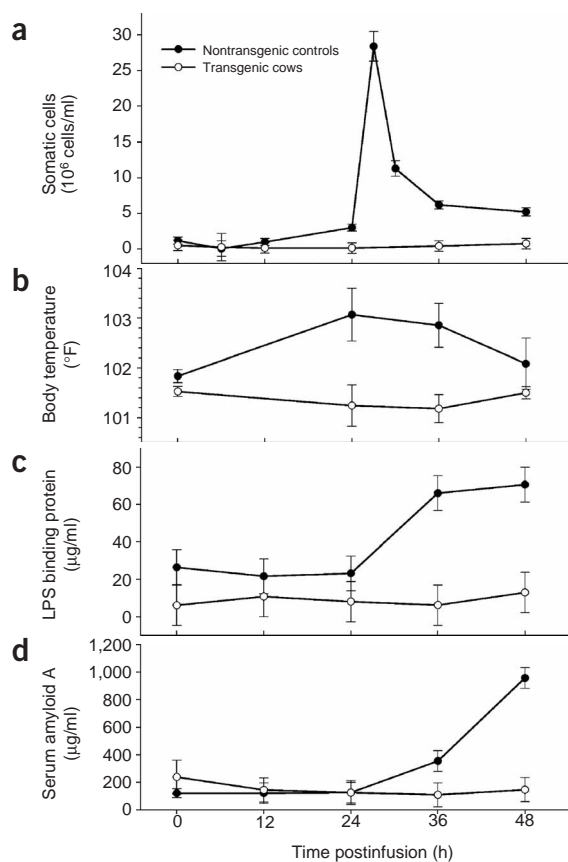 a
Somatic cells
(10⁶ cells/ml)
30
25
20
15
10
5
0
Nontransgenic controls
Transgenic cows
b
Body temperature
(°F)
104
103
102
101
c
LPS binding protein
(µg/ml)
80
60
40
20
0
d
Serum amyloid A
(µg/ml)
1,200
1,000
800
600
400
200
0
0 12 24 36 48
Time postinfusion (h)